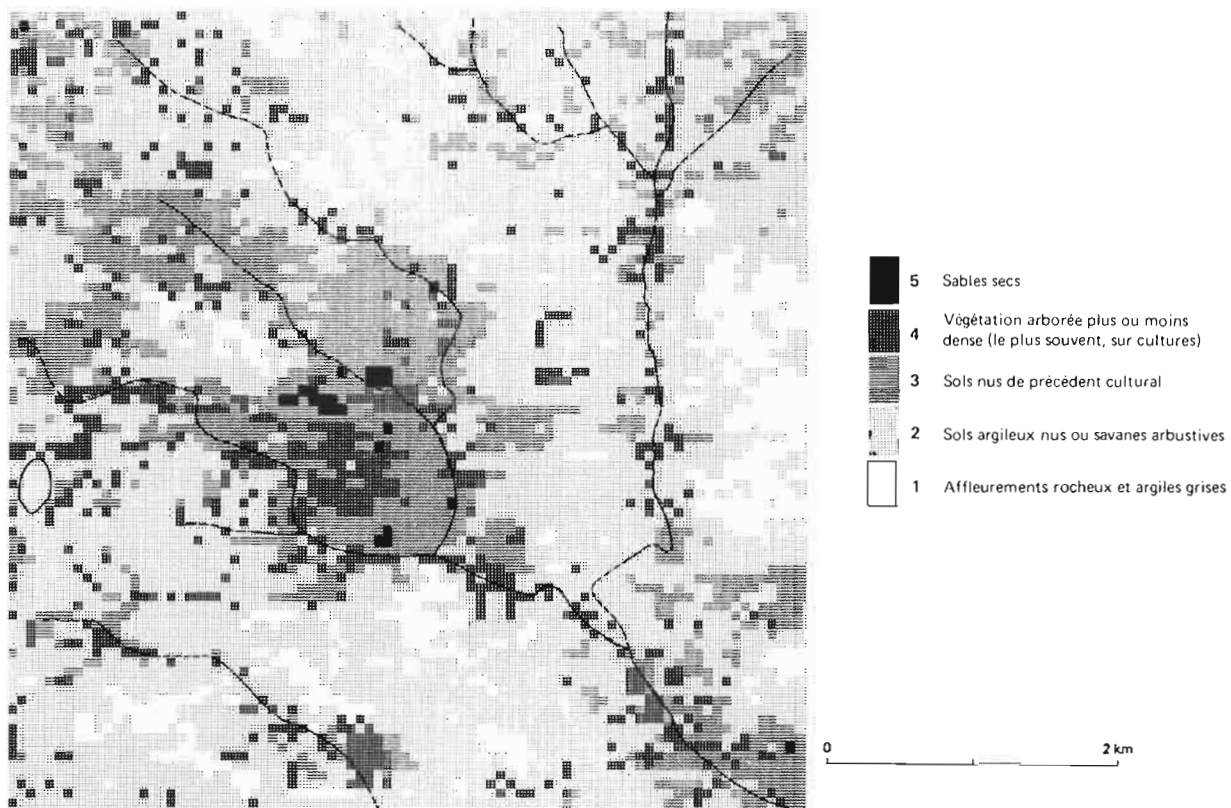 5 Sables secs
4 Végétation arborée plus ou moins
dense (le plus souvent, sur cultures)
3 Sols nus de précédent cultural
2 Sols argileux nus ou savanes arbustives
1 Affleurements rocheux et argiles grises
0 2 km